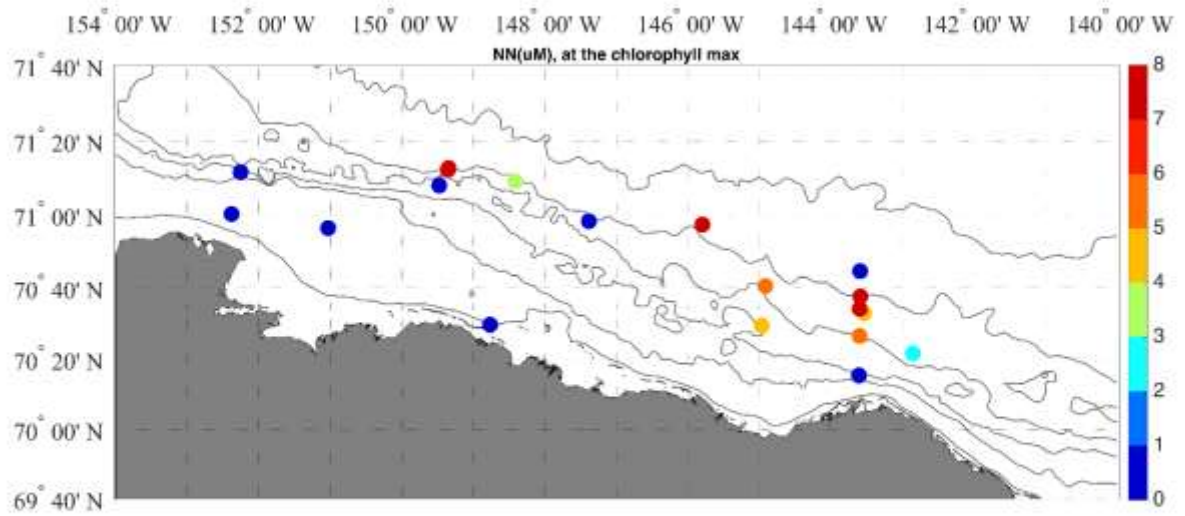 154° 00' W 152° 00' W 150° 00' W 148° 00' W 146° 00' W 144° 00' W 142° 00' W 140° 00' W
NN(uM), at the chlorophyll max
71° 40' N
71° 20' N
71° 00' N
70° 40' N
70° 20' N
70° 00' N
69° 40' N
8
7
6
5
4
3
2
1
0